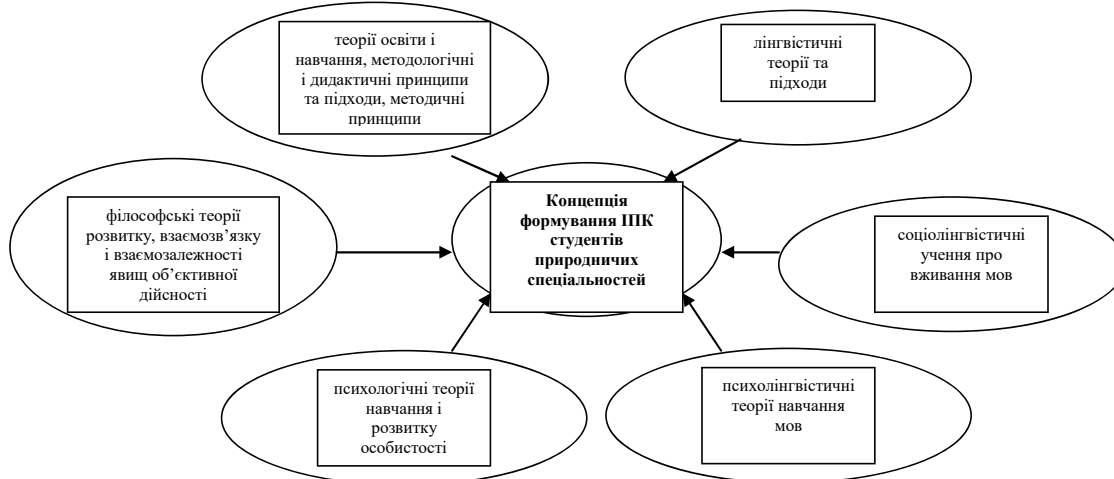 теорії освіти і
навчання, методологічні
і дидактичні принципи
та підходи, методичні
принципи
лінгвістичні
теорії та
підходи
філософські теорії
розвитку, взаємозв’язку
і взаємозалежності
явищ об’єктивної
дійсності
Концепція
формування ІПК
студентів
природничих
спеціальностей
соціолінгвістичні
учення про
вживання мов
психологічні теорії
навчання і
розвитку
особистості
психолінгвістичні
теорії навчання
мов